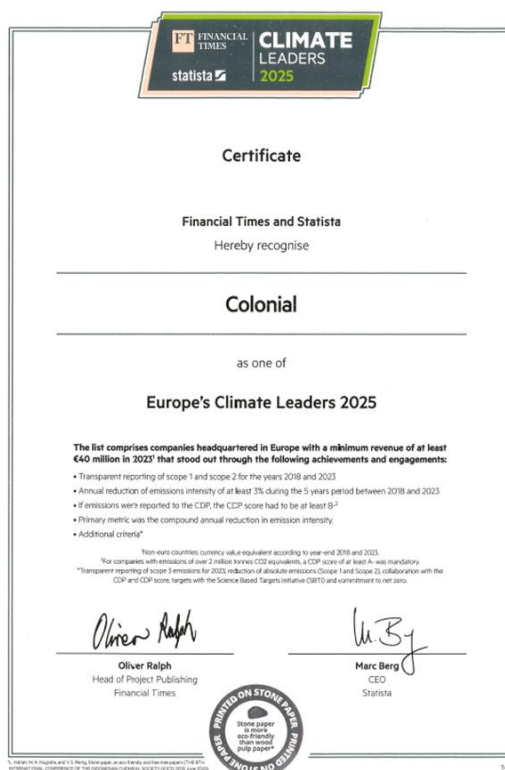 FT FINANCIAL TIMES
statista
CLIMATE
LEADERS
2025
Certificate
Financial Times and Statista
Hereby recognise
Colonial
as one of
Europe's Climate Leaders 2025
The list comprises companies headquartered in Europe with a minimum revenue of at least
€40 million in 2023¹ that stood out through the following achievements and engagements:
• Transparent reporting of scope 1 and scope 2 for the years 2018 and 2023
• Annual reduction of emissions intensity of at least 3% during the 5 years period between 2018 and 2023
• If emissions were reported to the CDP, the CDP score had to be at least B-²
• Primary metric was the compound annual reduction in emission intensity.
• Additional criteria*
¹Non-euro countries currency value equivalent according to year-end 2018 and 2023.
²For companies with emissions of over 2 million tonnes CO2 equivalents, a CDP score of at least A- was mandatory.
*Transparent reporting of scope 3 emissions for 2023, reduction of absolute emissions (Scope 1 and Scope 2), collaboration with the
CDP and CDP score, targets with the Science Based Targets initiative (SBTi) and commitment to net zero.
Oliver Ralph
Oliver Ralph
Head of Project Publishing
Financial Times
M. Be
Marc Berg
CEO
Statista
PRINTED ON STONE PAPER
Stone paper
is more
eco-friendly
than wood
pulp paper*
PRINTED ON STONE PAPER